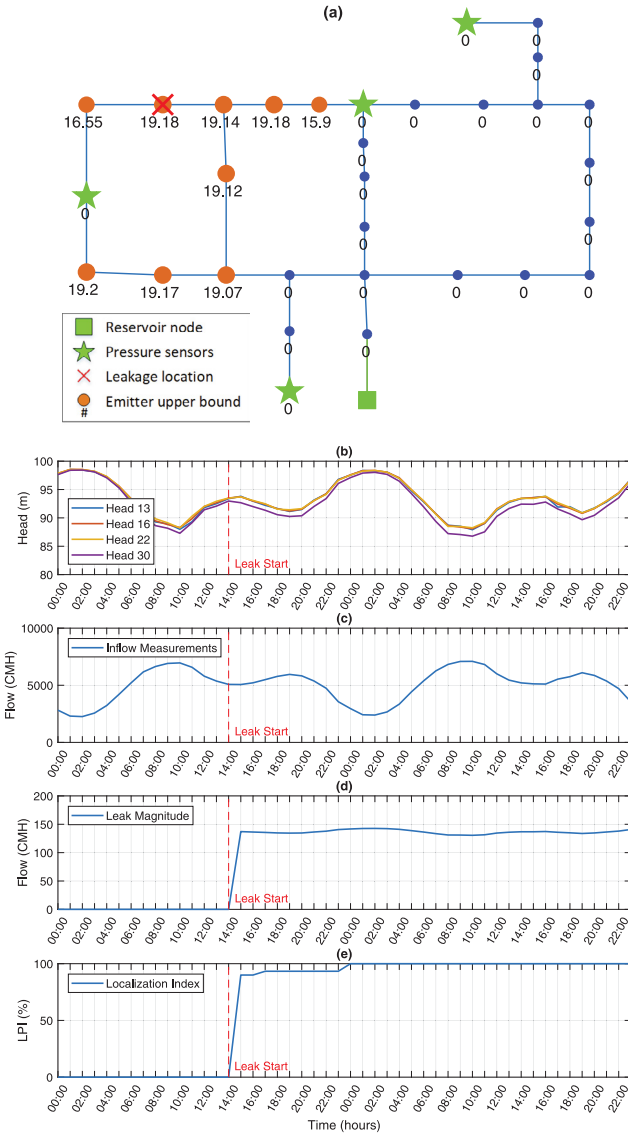 (a)
0 0
0
16.55 19.18 19.14 19.18 15.9 0 0 0 0 0
0
19.12 0 0
0
0 0
19.2 19.17 19.07 0 0 0 0 0
0 0
0
Reservoir node
Pressure sensors
Leakage location
Emitter upper bound
#
(b)
Head (m)
100
95
90
85
80
Head 13
Head 16
Head 22
Head 30
Leak Start
00:00 02:00 04:00 06:00 08:00 10:00 12:00 14:00 16:00 18:00 20:00 22:00 00:00 02:00 04:00 06:00 08:00 10:00 12:00 14:00 16:00 18:00 20:00 22:00
(c)
Flow (CMH)
10000
5000
0
Inflow Measurements
Leak Start
00:00 02:00 04:00 06:00 08:00 10:00 12:00 14:00 16:00 18:00 20:00 22:00 00:00 02:00 04:00 06:00 08:00 10:00 12:00 14:00 16:00 18:00 20:00 22:00
(d)
Flow (CMH)
200
150
100
50
0
Leak Magnitude
Leak Start
00:00 02:00 04:00 06:00 08:00 10:00 12:00 14:00 16:00 18:00 20:00 22:00 00:00 02:00 04:00 06:00 08:00 10:00 12:00 14:00 16:00 18:00 20:00 22:00
(e)
LPI (%)
100
50
0
Localization Index
Leak Start
00:00 02:00 04:00 06:00 08:00 10:00 12:00 14:00 16:00 18:00 20:00 22:00 00:00 02:00 04:00 06:00 08:00 10:00 12:00 14:00 16:00 18:00 20:00 22:00
Time (hours)